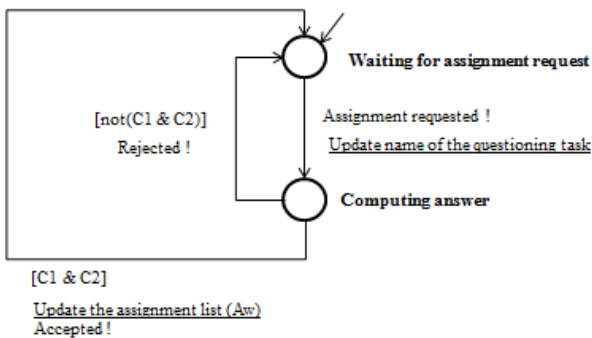 Waiting for assignment request
[not(C1 & C2)]
Rejected !
Assignment requested !
Update name of the questioning task
Computing answer
[C1 & C2]
Update the assignment list (Aw)
Accepted !